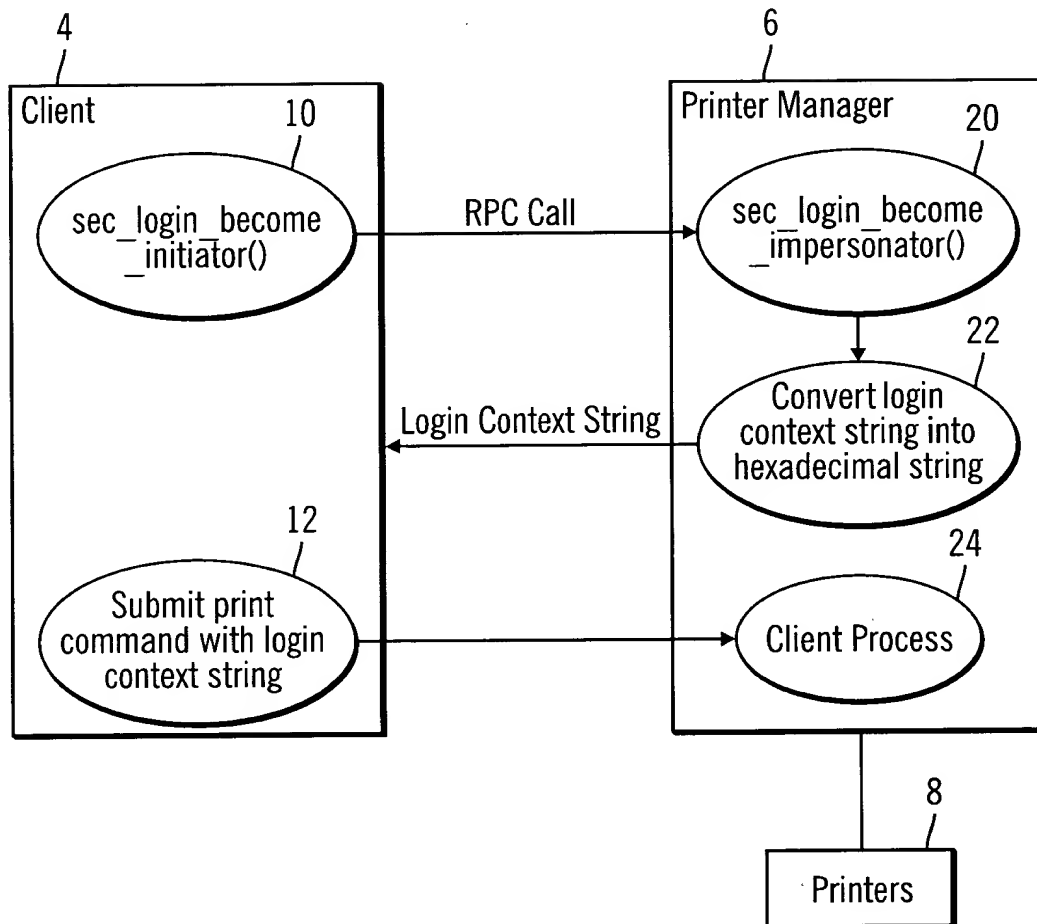 4
6
Client
Printer Manager
10
20
sec_login_become
_initiator()
RPC Call
sec_login_become
_impersonator()
22
Convert login
context string into
hexadecimal string
Login Context String
12
24
Submit print
command with login
context string
Client Process
8
Printers